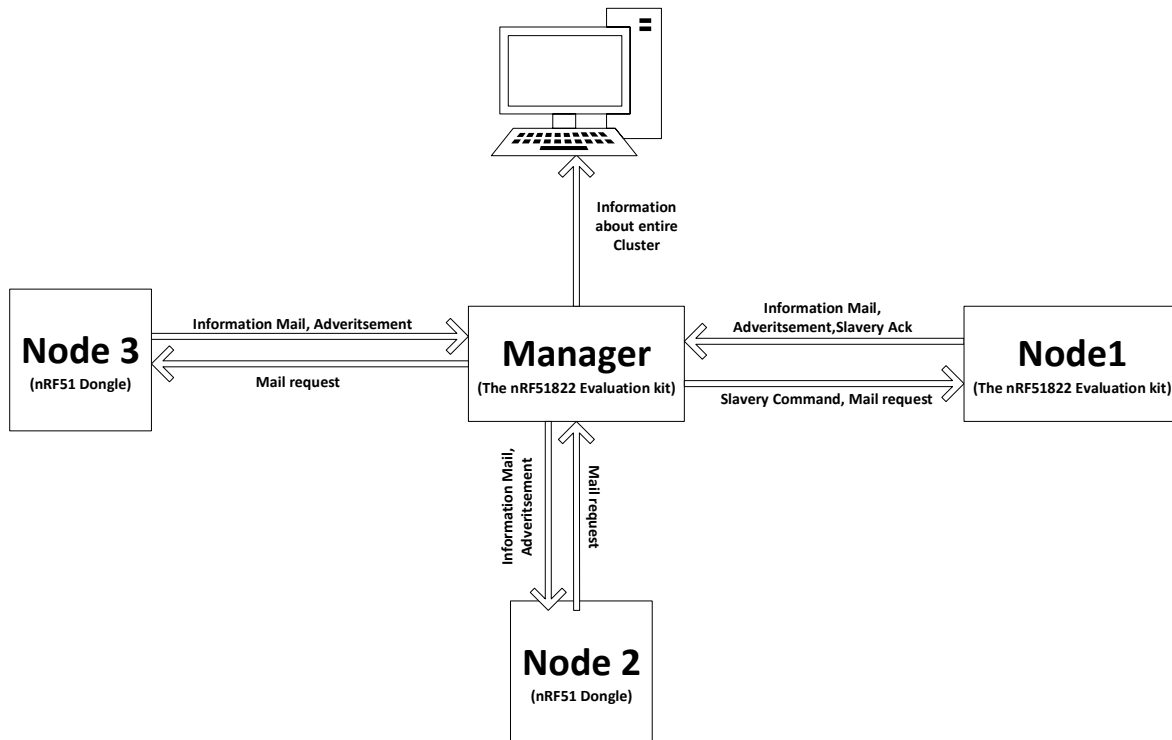 Information
about entire
Cluster
Node 3
(nRF51 Dongle)
Information Mail, Adveritsement
Mail request
Manager
(The nRF51822 Evaluation kit)
Information Mail,
Adveritsement,Slavery Ack
Slavery Command, Mail request
Node1
(The nRF51822 Evaluation kit)
Information Mail,
Adveritsement
Mail request
Node 2
(nRF51 Dongle)